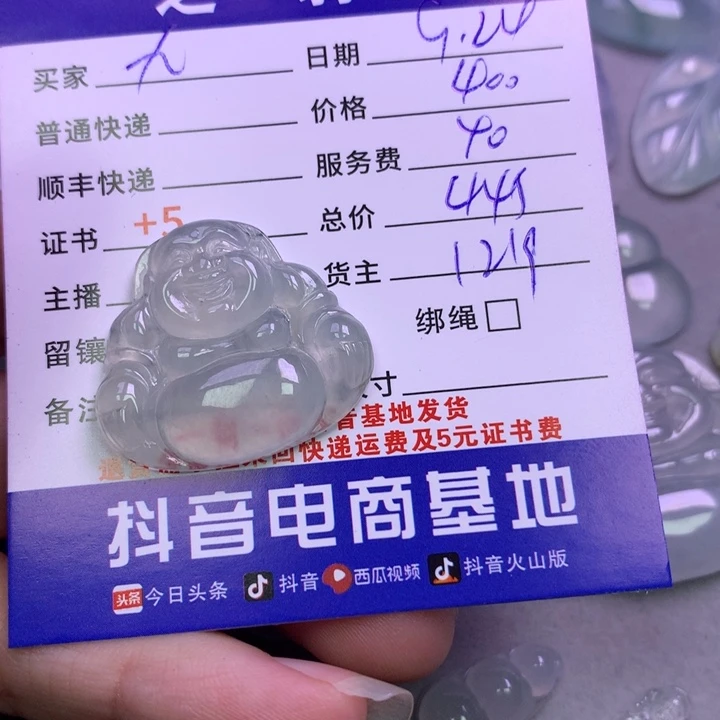 买家 日期
普通快递 价格 400
顺丰快递 服务费 40
证书 +5 总价 445
主播 货主 1219
留镶 绑绳
备注 寸
音基地发货
回快递运费及5元证书费
抖音电商基地
头条 今日头条 抖音 西瓜视频 抖音火山版